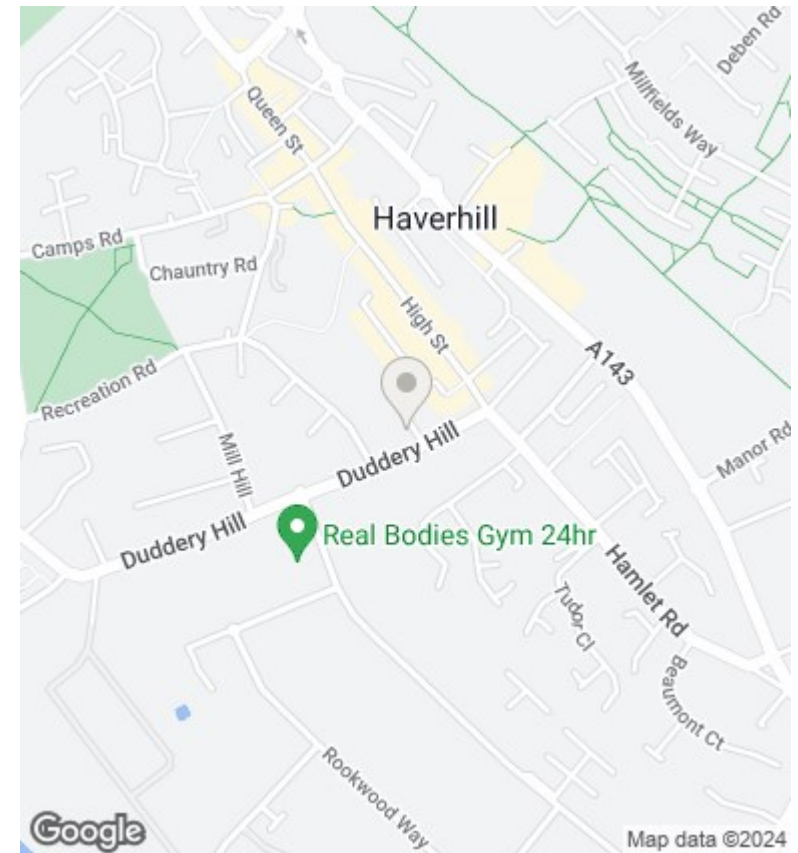 Deben Rd
Millfields Way
Queen St
Haverhill
Camps Rd
Chauntry Rd
High St
A143
Recreation Rd
Manor Rd
Mill Hill
Duddery Hill
Duddery Hill
Real Bodies Gym 24hr
Hamlet Rd
Tudor Cl
Beaumont Ct
Rookwood Way
Google
Map data ©2024